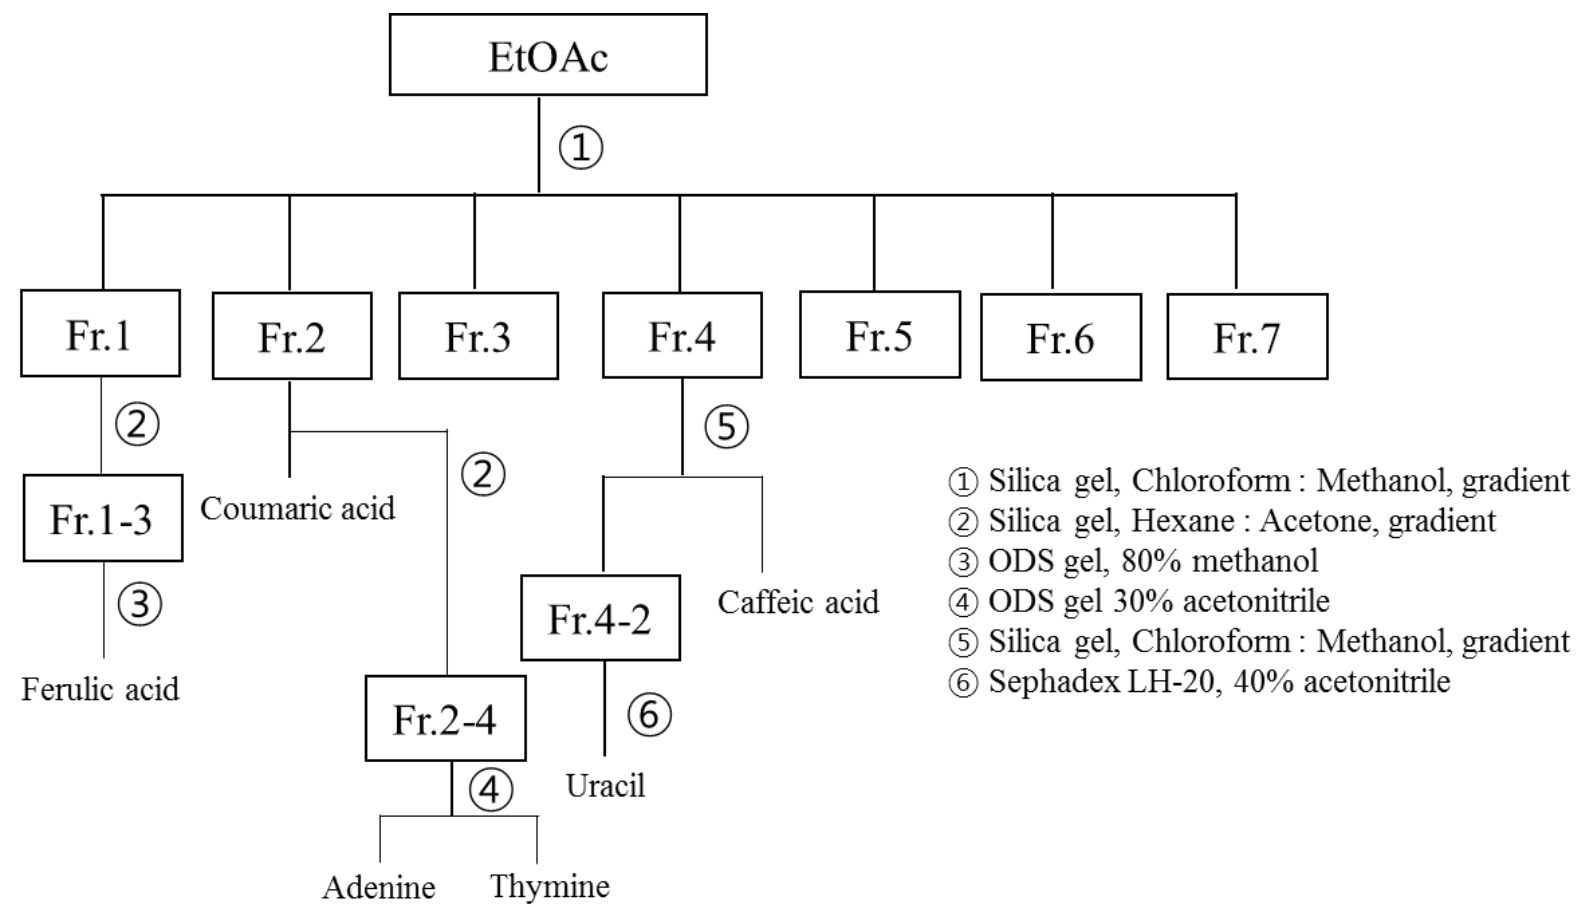 EtOAc
①
Fr.1
Fr.2
Fr.3
Fr.4
Fr.5
Fr.6
Fr.7
②
⑤
②
Fr.1-3
Coumaric acid
③
Fr.4-2
Caffeic acid
Ferulic acid
Fr.2-4
⑥
④
Uracil
Adenine
Thymine
① Silica gel, Chloroform : Methanol, gradient
② Silica gel, Hexane : Acetone, gradient
③ ODS gel, 80% methanol
④ ODS gel 30% acetonitrile
⑤ Silica gel, Chloroform : Methanol, gradient
⑥ Sephadex LH-20, 40% acetonitrile